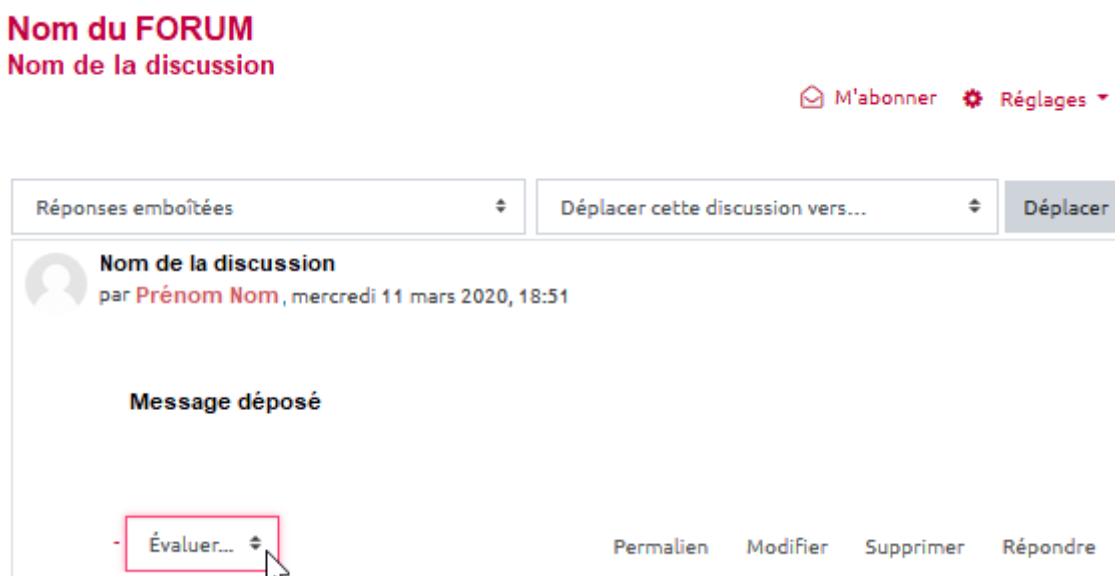 Nom du FORUM
Nom de la discussion
M'abonner Réglages
Réponses emboîtées Déplacer cette discussion vers... Déplacer
Nom de la discussion
par Prénom Nom, mercredi 11 mars 2020, 18:51
Message déposé
- Évaluer... Permalien Modifier Supprimer Répondre